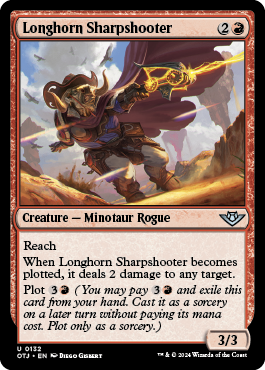 Longhorn Sharpshooter 2
Creature — Minotaur Rogue
Reach
When Longhorn Sharpshooter becomes
plotted, it deals 2 damage to any target.
Plot 3 (You may pay 3 and exile this
card from your hand. Cast it as a sorcery
on a later turn without paying its mana
cost. Plot only as a sorcery.)
3/3
U 0132
OTJ • EN Diego Gisbert
™ & © 2024 Wizards of the Coast